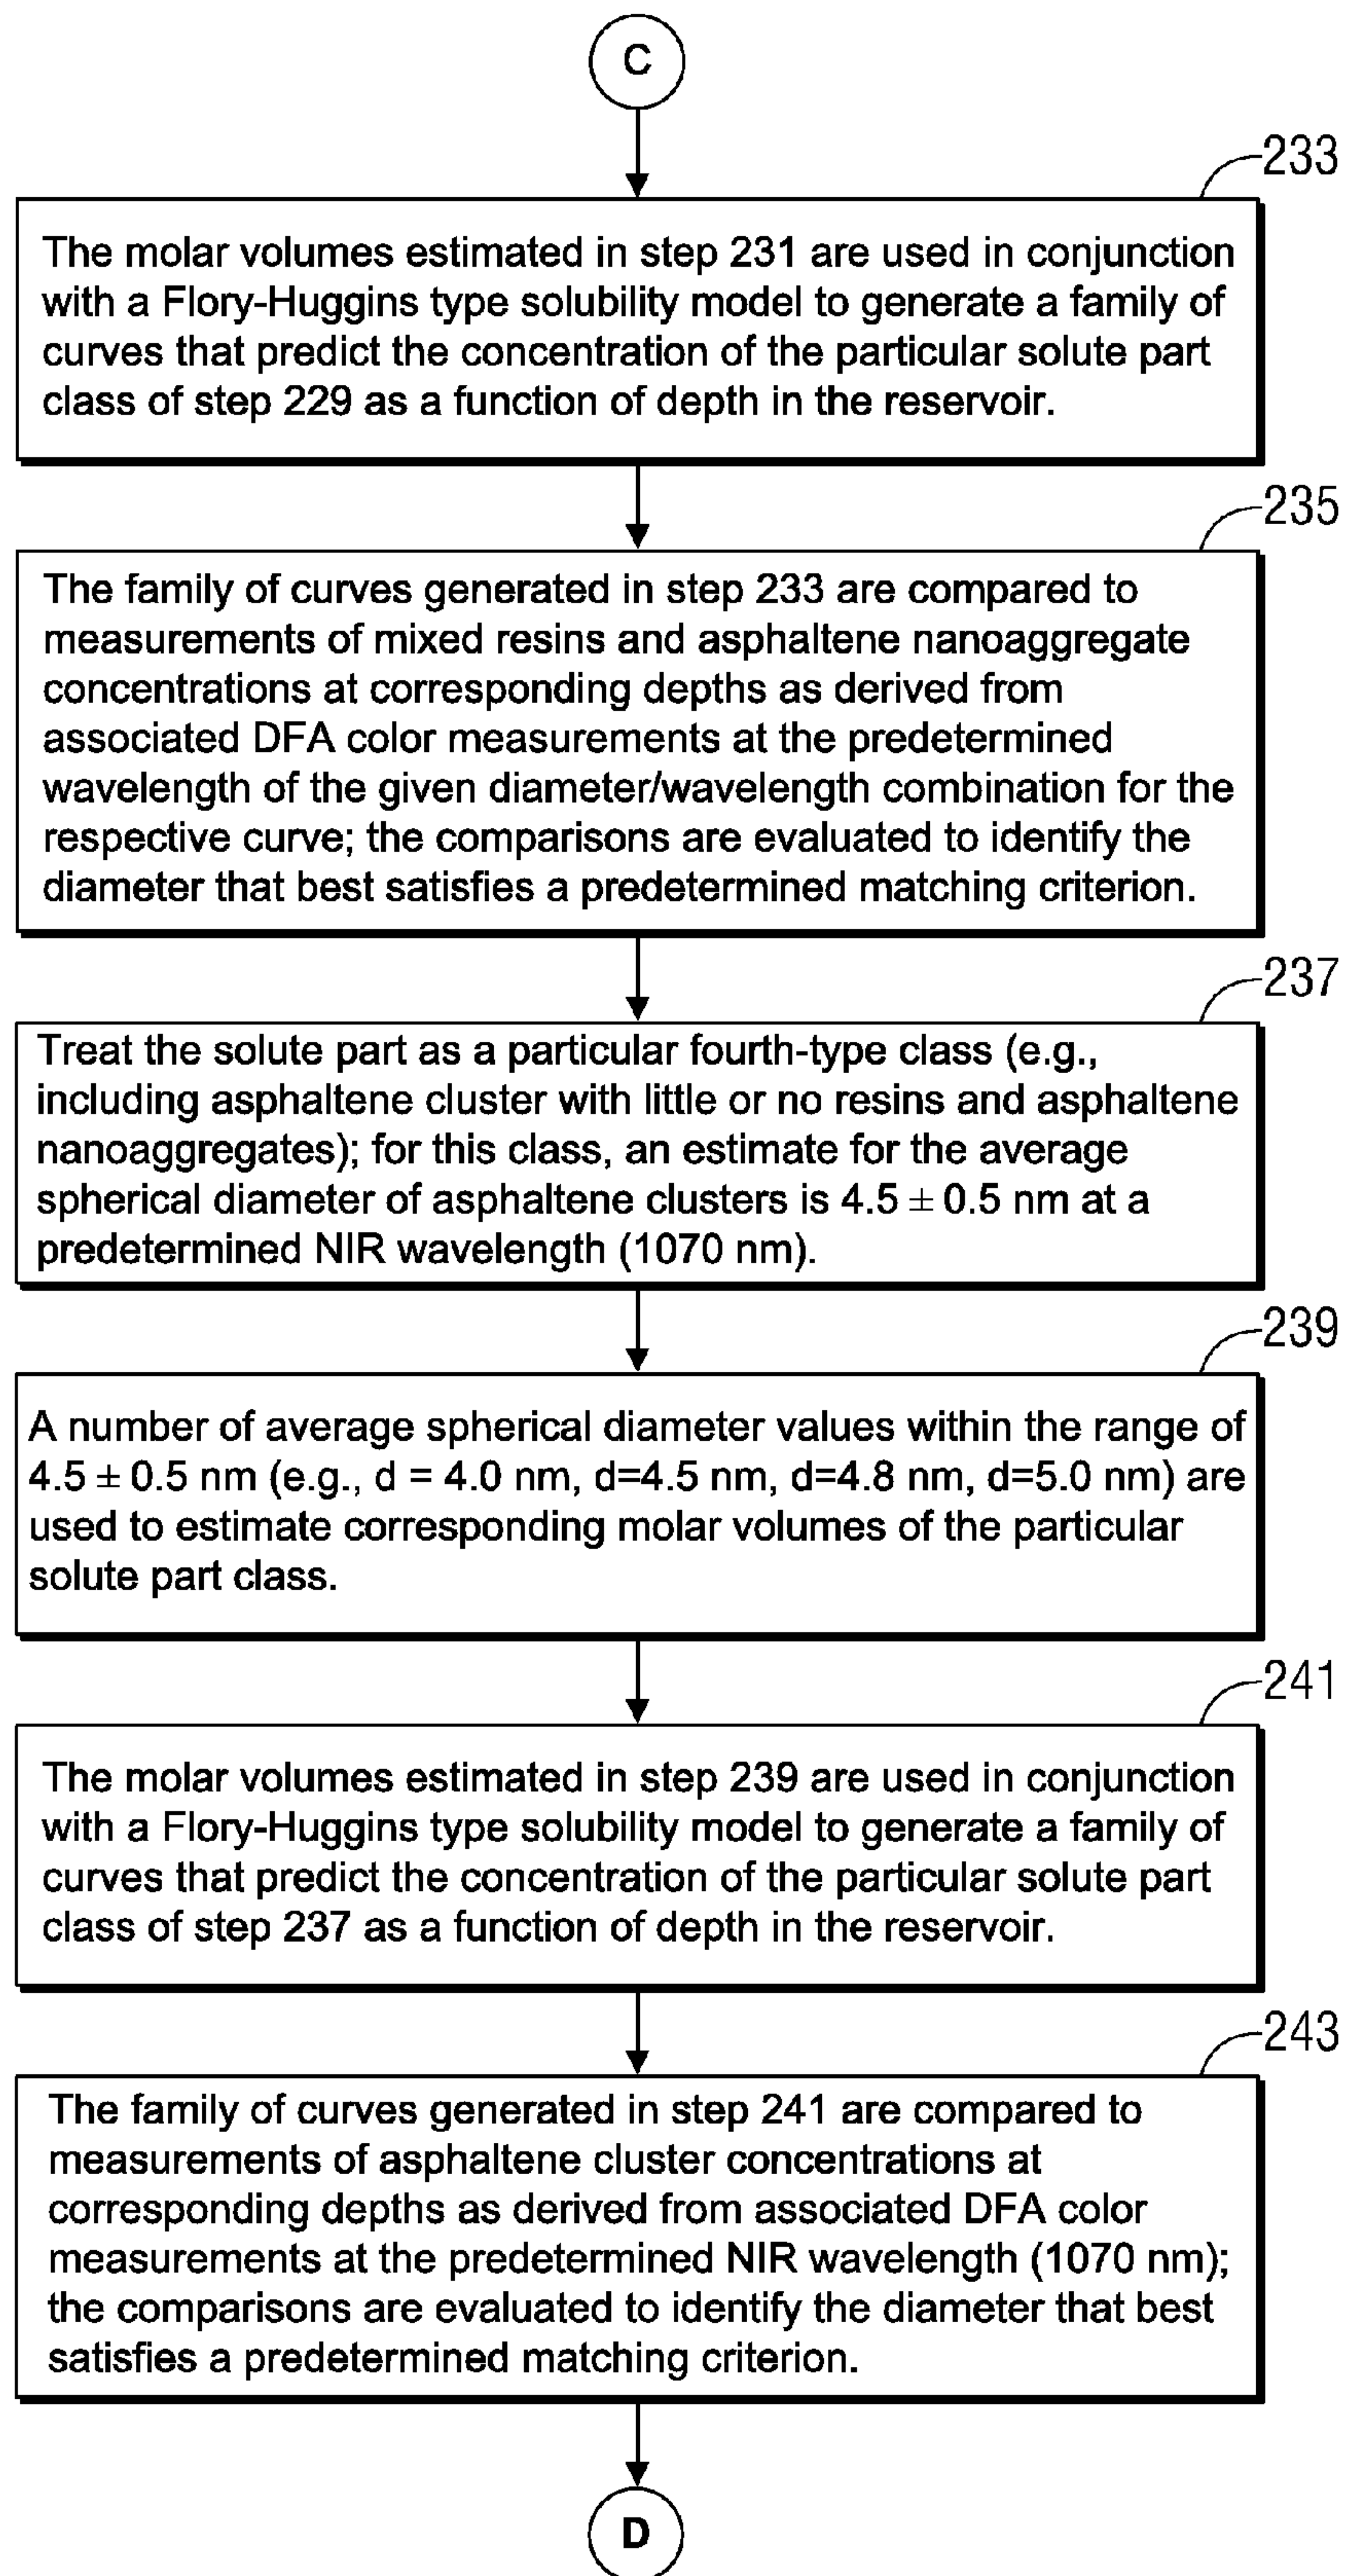 C
233
The molar volumes estimated in step 231 are used in conjunction
with a Flory-Huggins type solubility model to generate a family of
curves that predict the concentration of the particular solute part
class of step 229 as a function of depth in the reservoir.
235
The family of curves generated in step 233 are compared to
measurements of mixed resins and asphaltene nanoaggregate
concentrations at corresponding depths as derived from
associated DFA color measurements at the predetermined
wavelength of the given diameter/wavelength combination for the
respective curve; the comparisons are evaluated to identify the
diameter that best satisfies a predetermined matching criterion.
237
Treat the solute part as a particular fourth-type class (e.g.,
including asphaltene cluster with little or no resins and asphaltene
nanoaggregates); for this class, an estimate for the average
spherical diameter of asphaltene clusters is 4.5 ± 0.5 nm at a
predetermined NIR wavelength (1070 nm).
239
A number of average spherical diameter values within the range of
4.5 ± 0.5 nm (e.g., d = 4.0 nm, d=4.5 nm, d=4.8 nm, d=5.0 nm) are
used to estimate corresponding molar volumes of the particular
solute part class.
241
The molar volumes estimated in step 239 are used in conjunction
with a Flory-Huggins type solubility model to generate a family of
curves that predict the concentration of the particular solute part
class of step 237 as a function of depth in the reservoir.
243
The family of curves generated in step 241 are compared to
measurements of asphaltene cluster concentrations at
corresponding depths as derived from associated DFA color
measurements at the predetermined NIR wavelength (1070 nm);
the comparisons are evaluated to identify the diameter that best
satisfies a predetermined matching criterion.
D